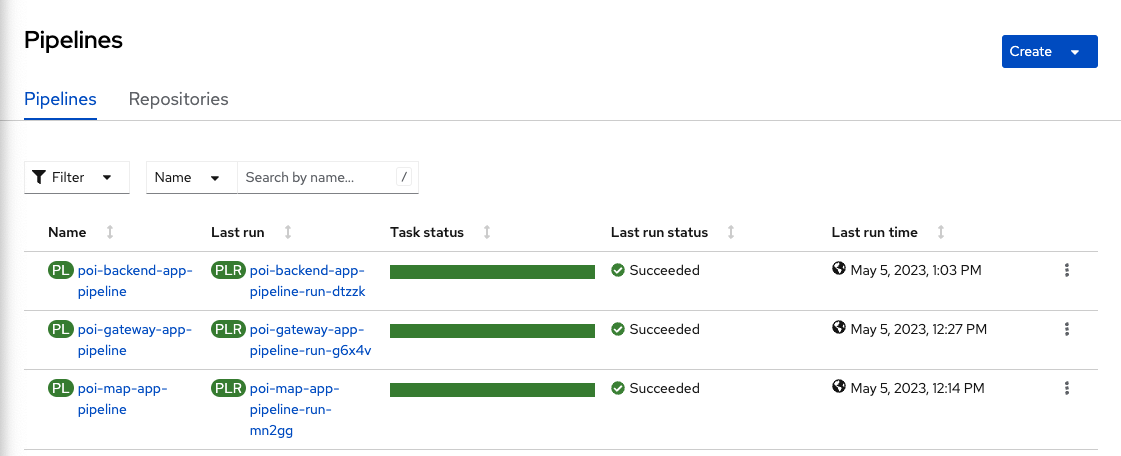 Pipelines
Create
Pipelines Repositories
Filter Name Search by name... /
Name Last run Task status Last run status Last run time
PL poi-backend-app- PLR poi-backend-app- Succeeded May 5, 2023, 1:03 PM
pipeline pipeline-run-dtzzk
PL poi-gateway-app- PLR poi-gateway-app- Succeeded May 5, 2023, 12:27 PM
pipeline pipeline-run-g6x4v
PL poi-map-app- PLR poi-map-app- Succeeded May 5, 2023, 12:14 PM
pipeline pipeline-run-
mn2gg